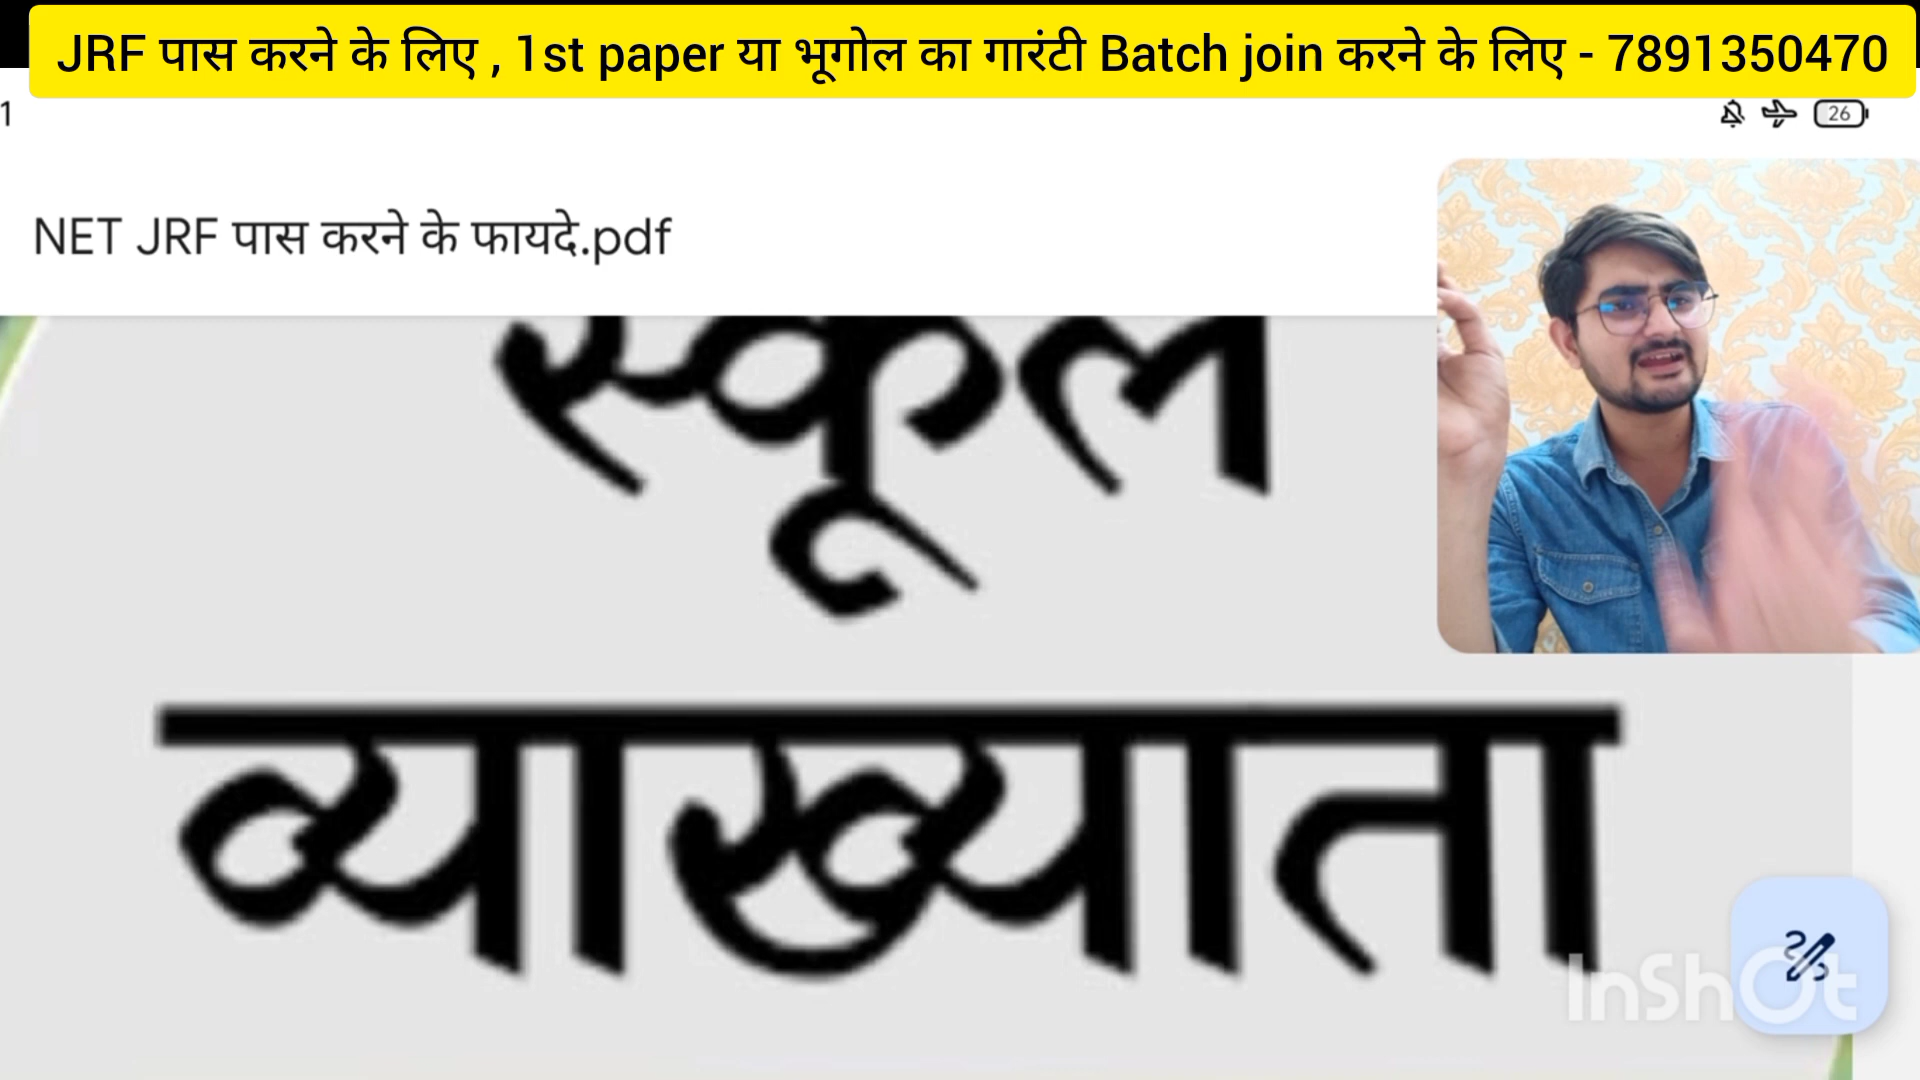 JRF पास करने के लिए , 1st paper या भूगोल का गारंटी Batch join करने के लिए - 7891350470
1
26
NET JRF पास करने के फायदे.pdf
स्कूल
व्याख्याता
InShOt